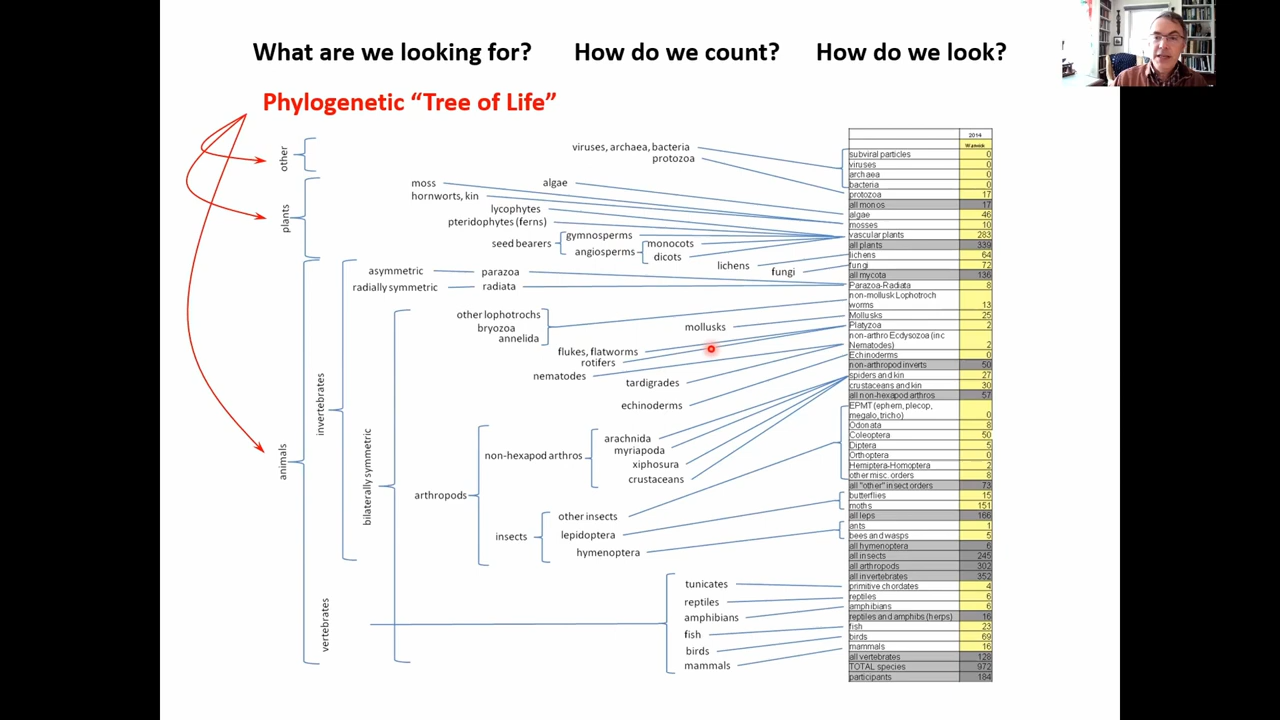 What are we looking for? How do we count? How do we look?
Phylogenetic “Tree of Life”
other
viruses, archaea, bacteria
protozoa
plants
moss
algae
hornworts, kin
lycophytes
pteridophytes (ferns)
seed bearers
gymnosperms
angiosperms
monocots
dicots
lichens
fungi
animals
invertebrates
asymmetric
parazoa
radially symmetric
radiata
bilaterally symmetric
other lophotrochs
bryozoa
annelida
mollusks
flukes, flatworms
rotifers
nematodes
tardigrades
echinoderms
arthropods
non-hexapod arthros
arachnida
myriapoda
xiphosura
crustaceans
insects
other insects
lepidoptera
hymenoptera
vertebrates
tunicates
reptiles
amphibians
fish
birds
mammals
2014
subviral particles 0
viruses 0
archaea 0
bacteria 0
protozoa 17
all monos 17
algae 46
mosses 10
vascular plants 283
all plants 339
lichens 64
fungi 72
all mycota 136
Parazoa-Radiata 8
non-mollusk Lophotroch
worms 13
Mollusks 25
Platyzoa 2
non-arthro Ecdysozoa (inc
Nematodes) 2
Echinoderms 0
non-arthropod inverts 50
spiders and kin 27
crustaceans and kin 30
all non-hexapod arthros 57
EPMT (ephem, plecop,
megalo, tricho) 0
Odonata 8
Coleoptera 50
Diptera 5
Orthoptera 0
Hemiptera-Homoptera 2
other misc. orders 8
all "other" insect orders 73
butterflies 15
moths 151
all leps 166
ants 1
bees and wasps 5
all hymenoptera 6
all insects 245
all arthropods 302
all invertebrates 352
primitive chordates 4
reptiles 6
amphibians 6
reptiles and amphibs (herps) 16
fish 23
birds 69
mammals 16
all vertebrates 128
TOTAL species 972
participants 184